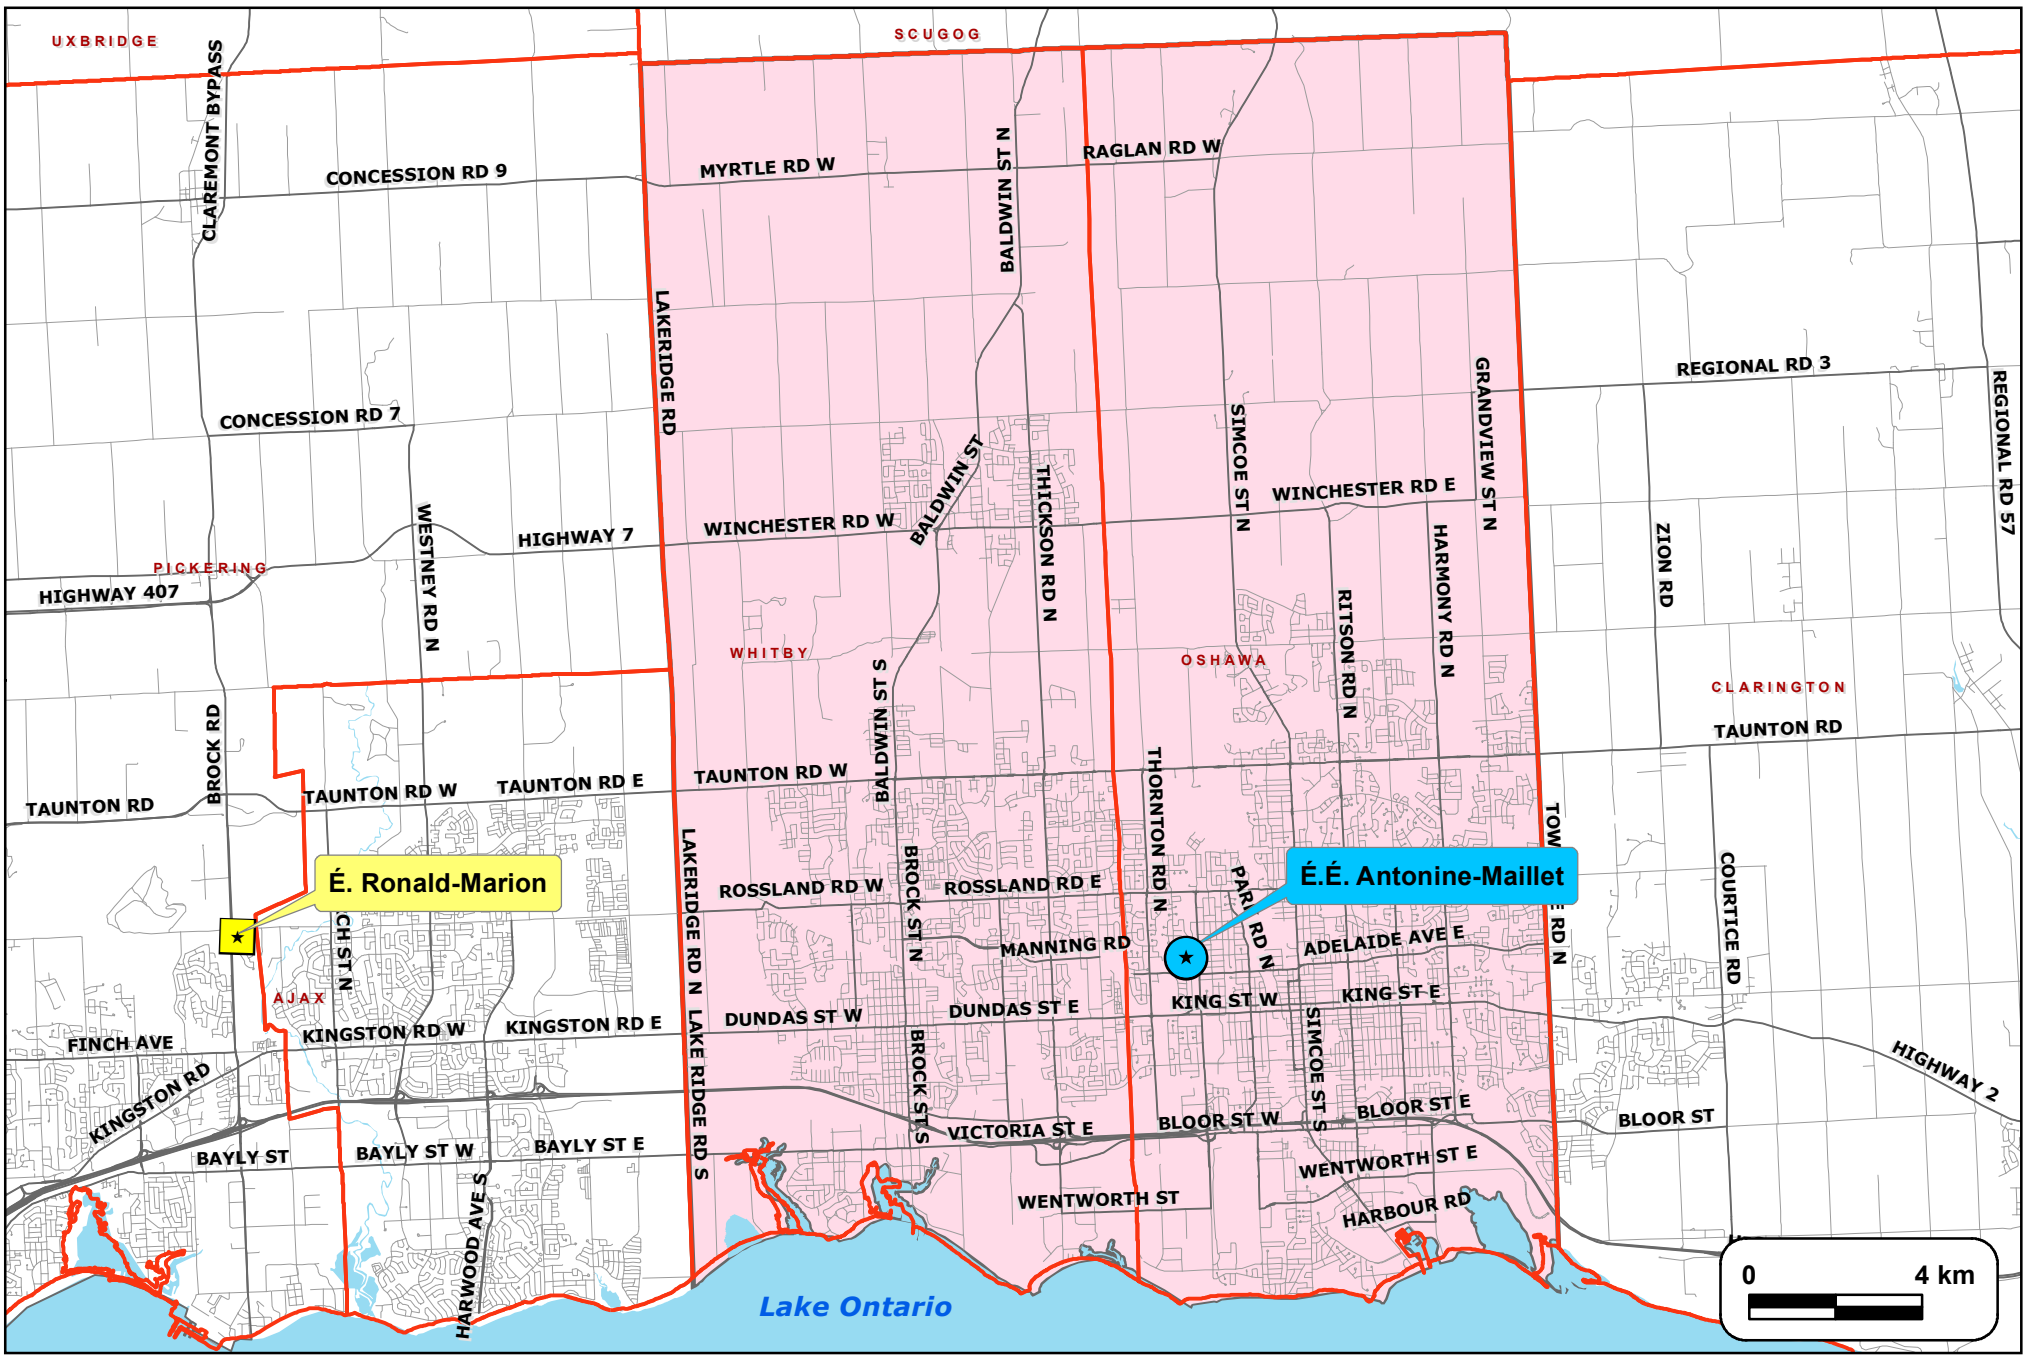 UXBRIDGE
SCUGOG
CLAREMONT BYPASS
CONCESSION RD 9
MYRTLE RD W
BALDWIN ST N
RAGLAN RD W
LAKERIDGE RD
CONCESSION RD 7
REGIONAL RD 3
GRANDVIEW ST N
REGIONAL RD 57
SIMCOE ST N
BALDWIN ST
THICKSON RD N
WINCHESTER RD E
WINCHESTER RD W
HIGHWAY 7
WESTNEY RD N
PICKERING
HIGHWAY 407
HARMONY RD N
ZION RD
RITSON RD N
WHITBY
OSHAWA
CLARINGTON
BALDWIN ST S
BROCK RD
TAUNTON RD
TAUNTON RD W
TAUNTON RD E
TAUNTON RD W
TAUNTON RD
THORNTON RD N
É. Ronald-Marion
É.É. Antonine-Maillet
LAKERIDGE RD N
ROSSLAND RD W
ROSSLAND RD E
BROCK ST N
PARK RD N
COURTICE RD
MANNING RD
ADELAIDE AVE E
CH ST N
RD N
AJAX
KING ST W
KING ST E
DUNDAS ST W
DUNDAS ST E
KINGSTON RD W
KINGSTON RD E
FINCH AVE
KINGSTON RD
LAKE RIDGE RD S
BROCK ST S
SIMCOE ST S
HIGHWAY 2
BLOOR ST W
BLOOR ST E
BLOOR ST
VICTORIA ST E
BAYLY ST
BAYLY ST W
BAYLY ST E
WENTWORTH ST E
WENTWORTH ST
HARBOUR RD
HARWOOD AVE S
Lake Ontario
0 4 km